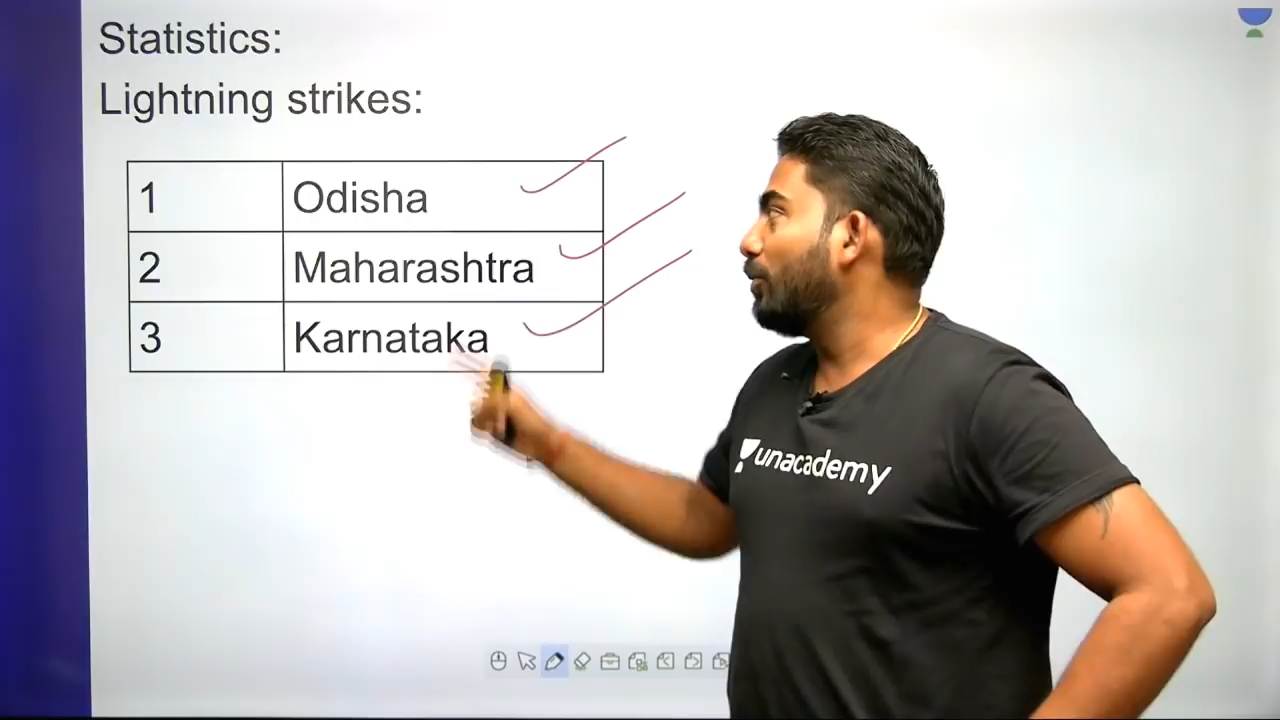 Statistics:
Lightning strikes:
1 Odisha
2 Maharashtra
3 Karnataka
unacademy